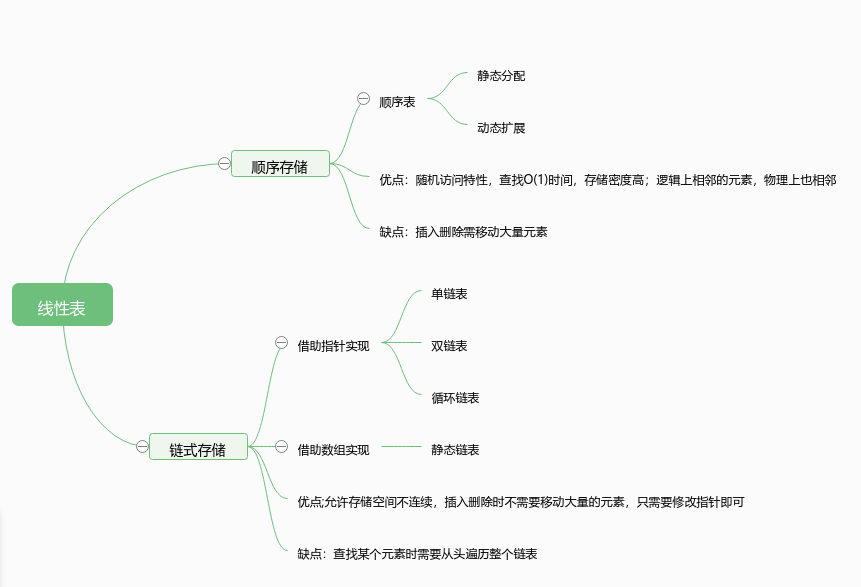 线性表
顺序存储
顺序表
静态分配
动态扩展
优点：随机访问特性，查找O(1)时间，存储密度高；逻辑上相邻的元素，物理上也相邻
缺点：插入删除需移动大量元素
链式存储
借助指针实现
单链表
双链表
循环链表
借助数组实现
静态链表
优点;允许存储空间不连续，插入删除时不需要移动大量的元素，只需要修改指针即可
缺点：查找某个元素时需要从头遍历整个链表